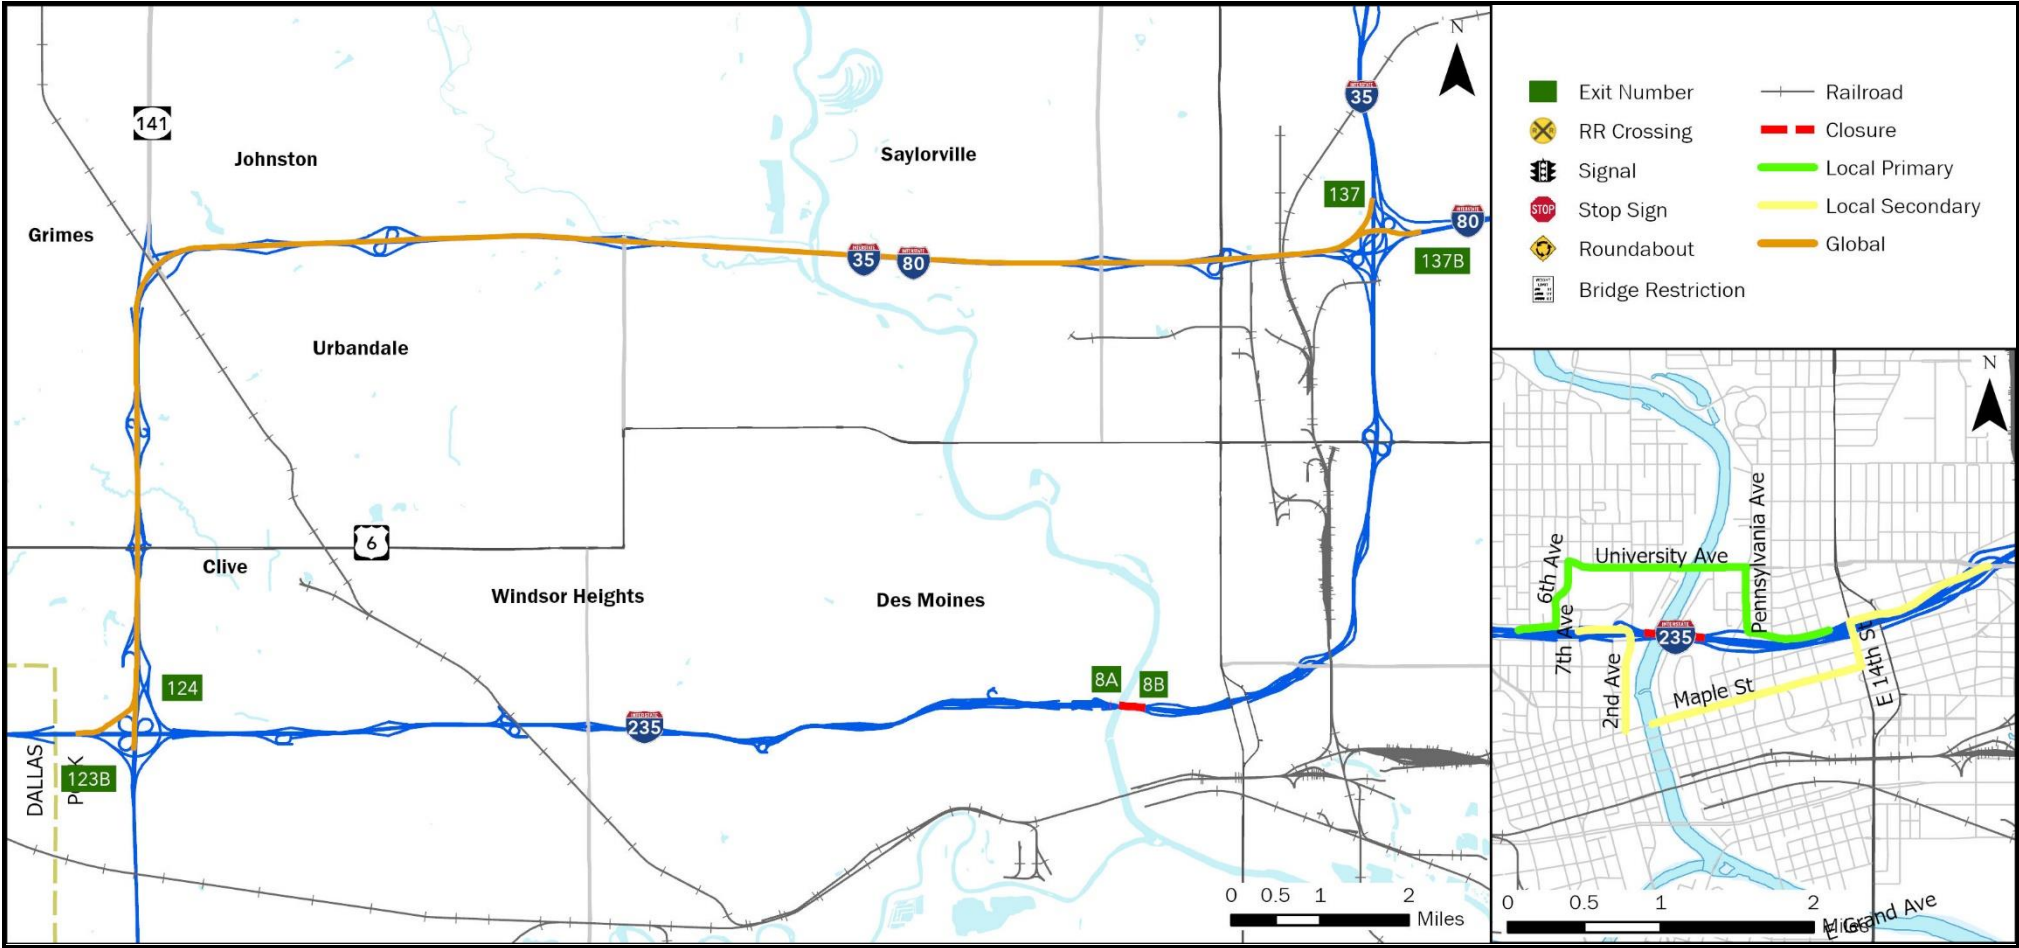 N
35
141
Johnston
Saylorville
137
80
Grimes
35
80
137B
Urbandale
6
Clive
Windsor Heights
Des Moines
124
8A
8B
235
DALLAS
123B
0 0.5 1 2
Miles
Exit Number
RR Crossing
Signal
STOP
Stop Sign
Roundabout
Bridge Restriction
Railroad
Closure
Local Primary
Local Secondary
Global
N
6th Ave
University Ave
Pennsylvania Ave
7th Ave
INTERSTATE
235
2nd Ave
Maple St
E 14th St
0 0.5 1 2
Miles
E Grand Ave